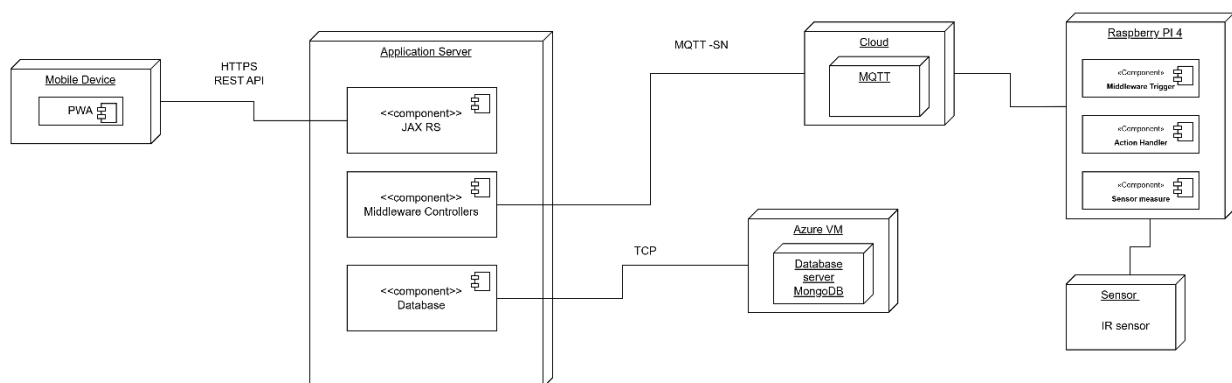 Mobile Device
PWA
HTTPS
REST API
Application Server
<<component>>
JAX RS
<<component>>
Middleware Controllers
<<component>>
Database
MQTT -SN
TCP
Cloud
MQTT
Azure VM
Database
server
MongoDB
Raspberry PI 4
«Component»
Middleware Trigger
«Component»
Action Handler
«Component»
Sensor measure
Sensor
IR sensor